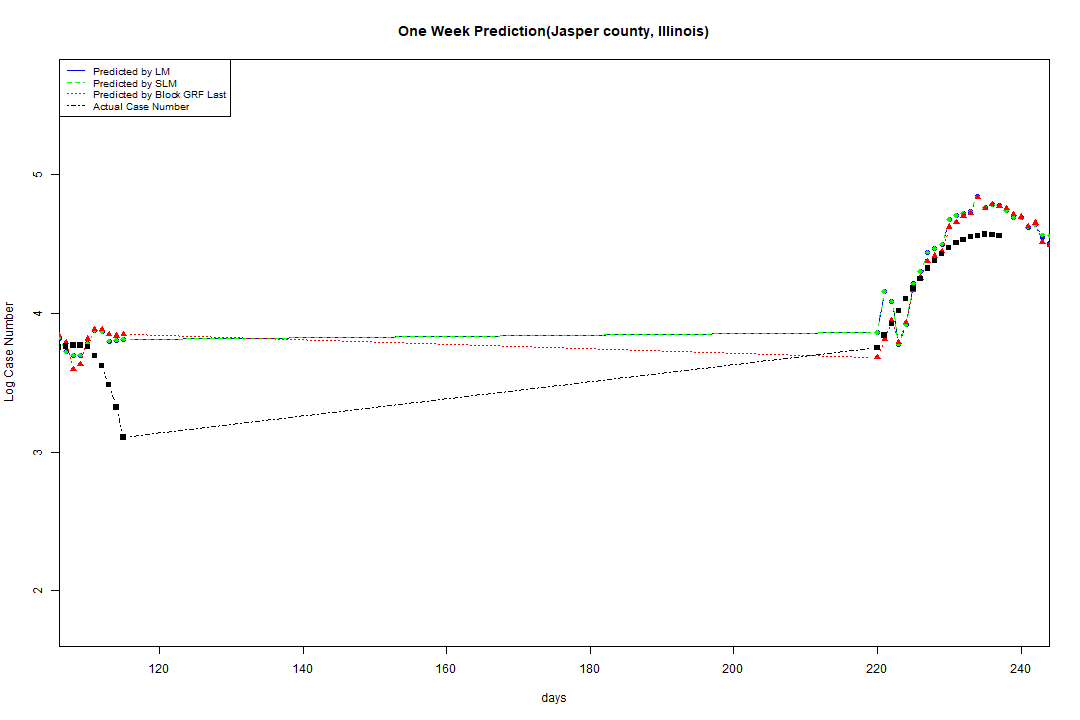 One Week Prediction(Jasper county, Illinois)
Predicted by LM
Predicted by SLM
Predicted by Block GRF Last
Actual Case Number
5
4
3
2
Log Case Number
120 140 160 180 200 220 240
days